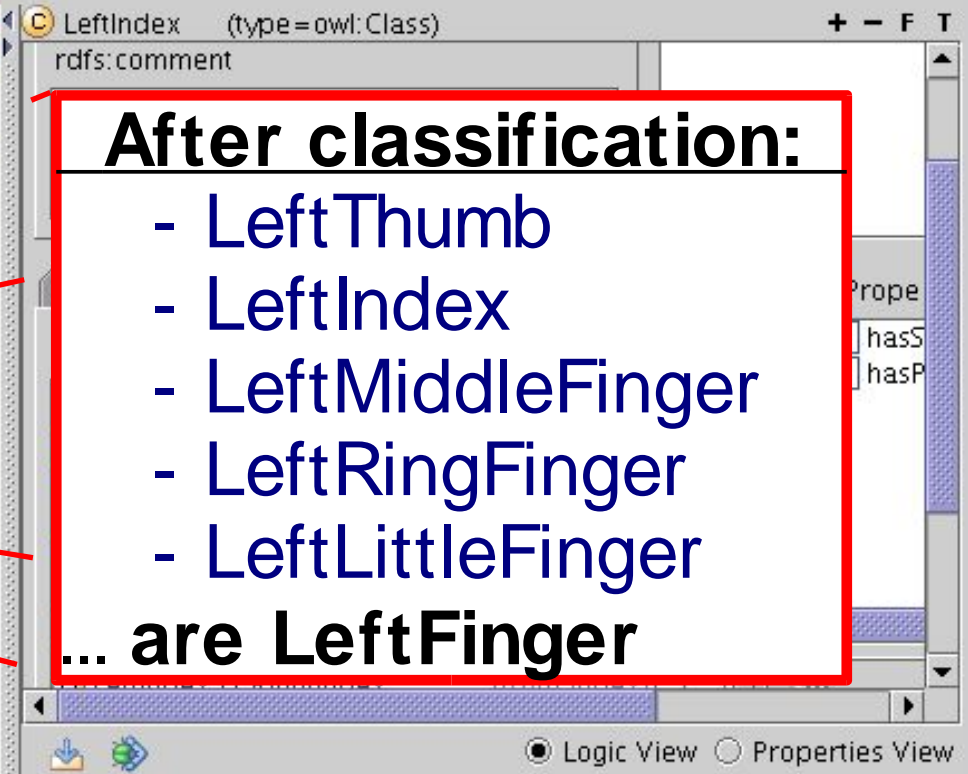 C LeftIndex (type=owl:Class) + - F T
rdfs:comment
After classification:
- LeftThumb
- LeftIndex
- LeftMiddleFinger
- LeftRingFinger
- LeftLittleFinger
... are LeftFinger
Prope
hasS
hasP
Logic View Properties View